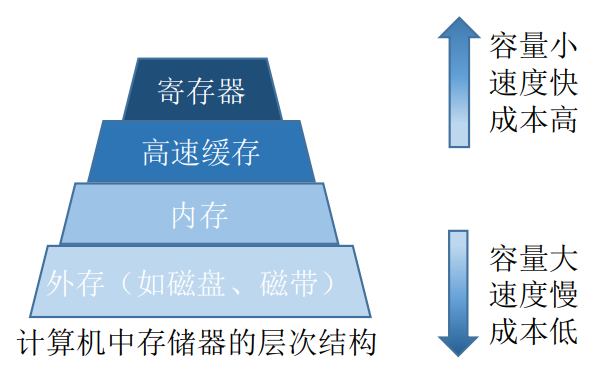 寄存器
高速缓存
内存
外存（如磁盘、磁带）
计算机中存储器的层次结构
容量小
速度快
成本高
容量大
速度慢
成本低